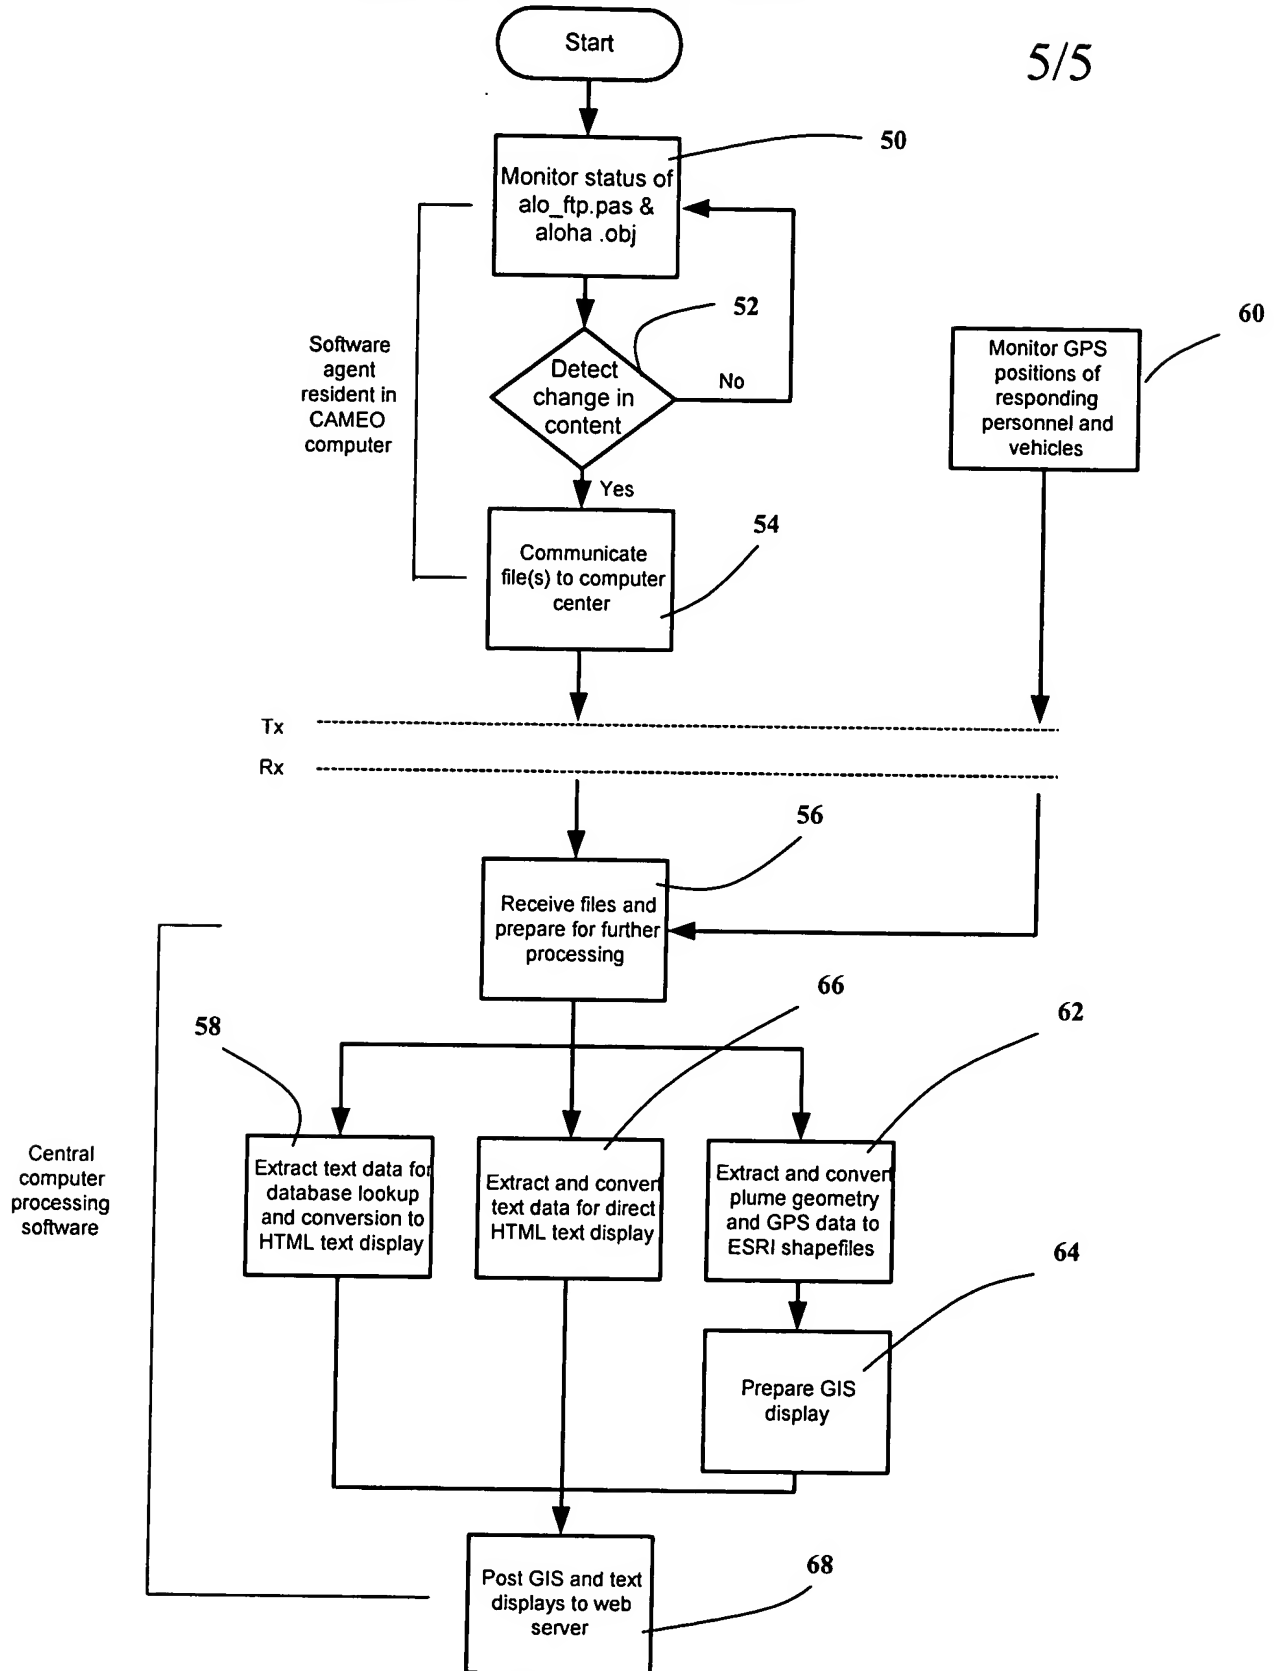 Start
5/5
50
Monitor status of
alo_ftp.pas &
aloha .obj
52
60
Software
agent
resident in
CAMEO
computer
Detect
change in
content
No
Monitor GPS
positions of
responding
personnel and
vehicles
Yes
54
Communicate
file(s) to computer
center
Tx
Rx
56
Receive files and
prepare for further
processing
66
62
58
Central
computer
processing
software
Extract text data for
database lookup
and conversion to
HTML text display
Extract and convert
text data for direct
HTML text display
Extract and convert
plume geometry
and GPS data to
ESRI shapefiles
64
Prepare GIS
display
68
Post GIS and text
displays to web
server